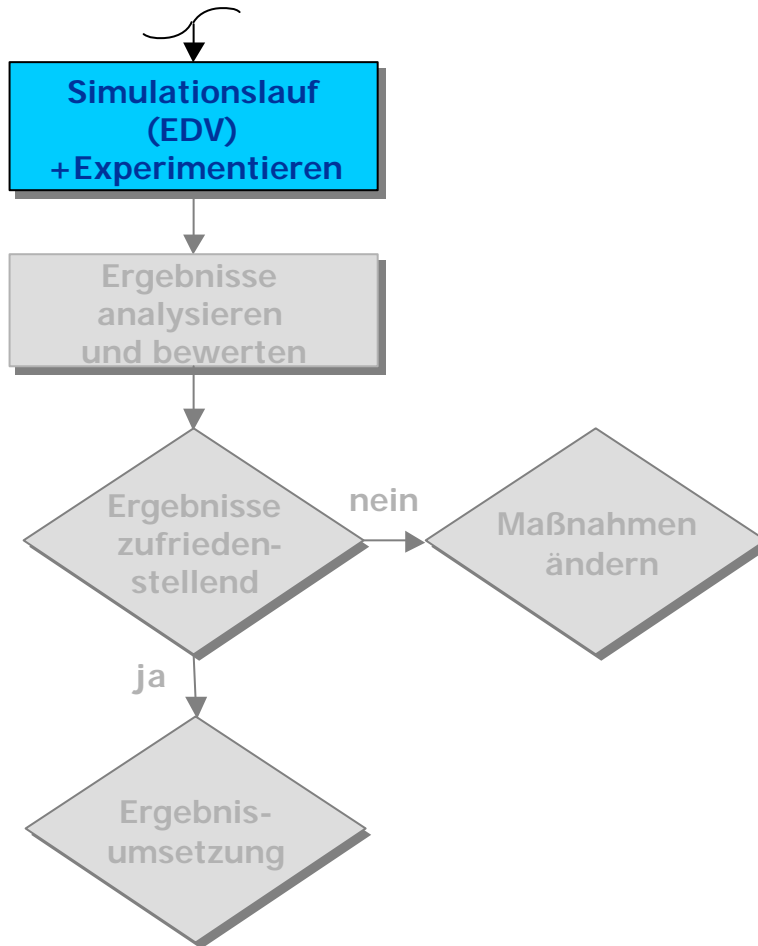 Simulationslauf
(EDV)
+Experimentieren
Ergebnisse
analysieren
und bewerten
Ergebnisse
zufrieden-
stellend
nein
Maßnahmen
ändern
ja
Ergebnis-
umsetzung